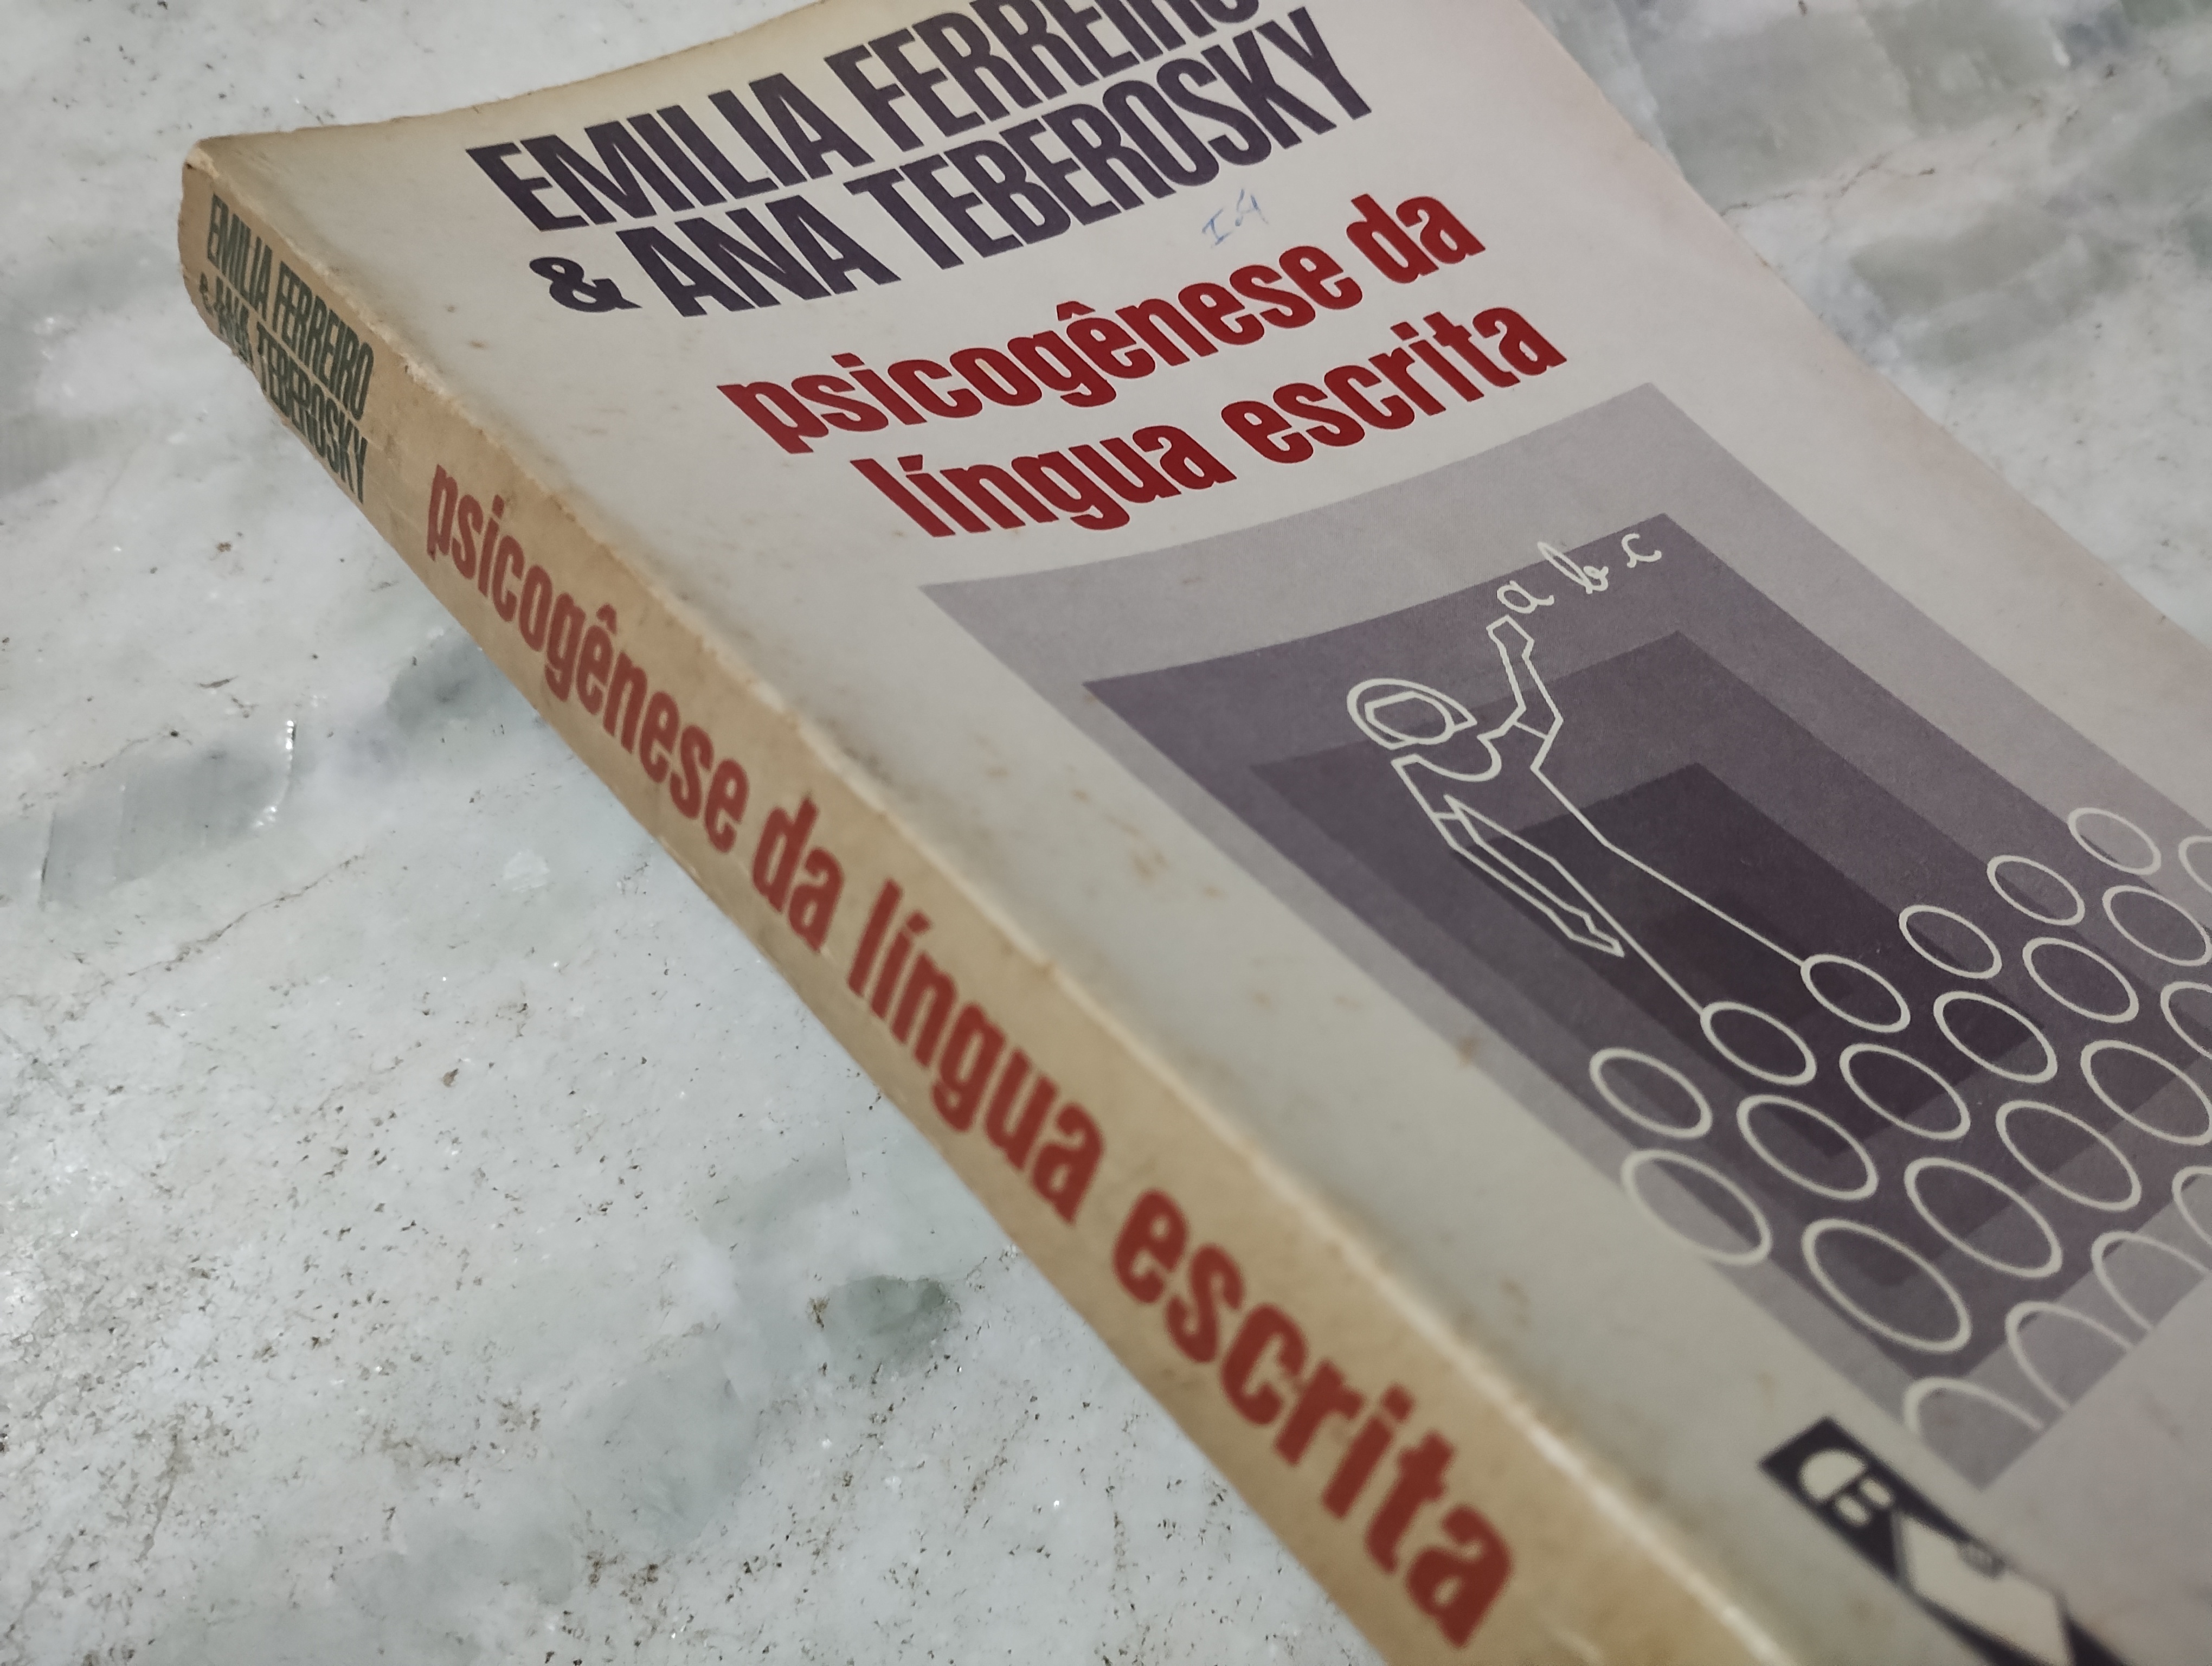 EMILIA FERREIRO
& ANA TEBEROSKY
psicogênese da
língua escrita
a b c
EMILIA FERREIRO
& ANA TEBEROSKY
psicogênese da língua escrita